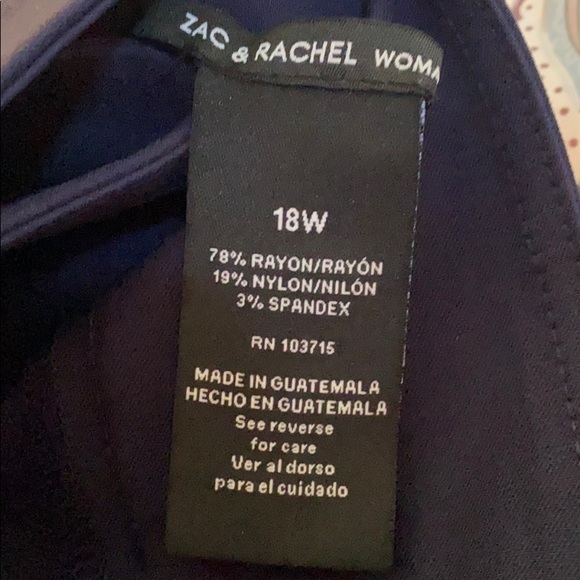 ZAC & RACHEL WOMA
18W
78% RAYON/RAYÓN
19% NYLON/NILÓN
3% SPANDEX
RN 103715
MADE IN GUATEMALA
HECHO EN GUATEMALA
See reverse
for care
Ver al dorso
para el cuidado